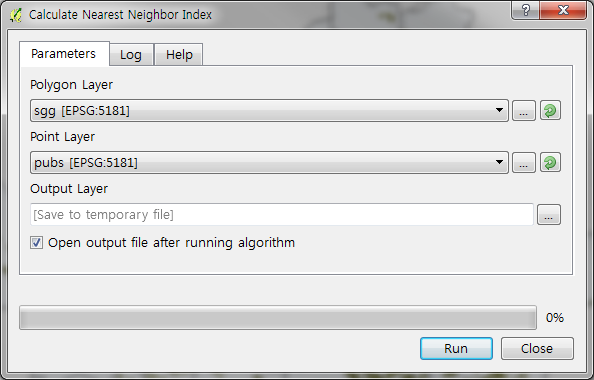 Calculate Nearest Neighbor Index
Parameters Log Help
Polygon Layer
sgg [EPSG:5181]
...
Point Layer
pubs [EPSG:5181]
...
Output Layer
[Save to temporary file]
...
Open output file after running algorithm
0%
Run Close